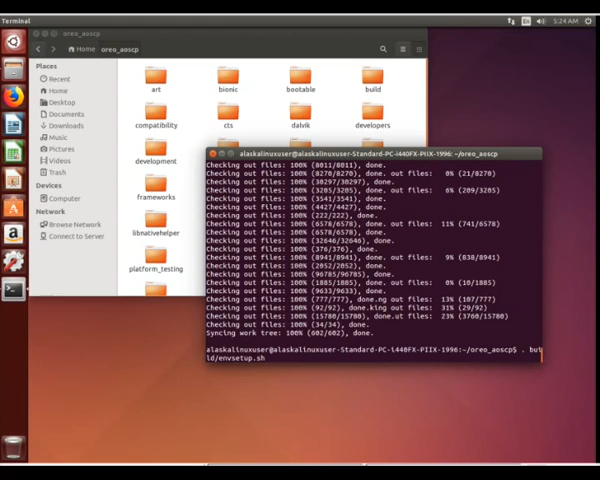 Terminal
En
5:24 AM
oreo_aoscp
Home oreo_aoscp
Places
Recent
Home
Desktop
Documents
Downloads
Music
Pictures
Videos
Trash
Devices
Computer
Network
Browse Network
Connect to Server
art bionic bootable build
compatibility cts dalvik developers
development
frameworks
libnativehelper
platform_testing
alaskalinuxuser@alaskalinuxuser-Standard-PC-i440FX-PIIX-1996: ~/oreo_aoscp
Checking out files: 100% (8011/8011), done.
Checking out files: 100% (8270/8270), done. out files:   0% (21/8270)
Checking out files: 100% (30297/30297), done.
Checking out files: 100% (3205/3205), done. out files:   6% (209/3205)
Checking out files: 100% (3541/3541), done.
Checking out files: 100% (4427/4427), done.
Checking out files: 100% (222/222), done.
Checking out files: 100% (6578/6578), done. out files:  11% (741/6578)
Checking out files: 100% (6578/6578), done.
Checking out files: 100% (32646/32646), done.
Checking out files: 100% (376/376), done.
Checking out files: 100% (8941/8941), done. out files:   9% (838/8941)
Checking out files: 100% (2052/2052), done.
Checking out files: 100% (96785/96785), done.
Checking out files: 100% (1885/1885), done. out files:   0% (10/1885)
Checking out files: 100% (9633/9633), done.
Checking out files: 100% (777/777), done.ng out files:  13% (107/777)
Checking out files: 100% (92/92), done.king out files:  31% (29/92)
Checking out files: 100% (15780/15780), done.ut files:  23% (3760/15780)
Checking out files: 100% (34/34), done.
Syncing work tree: 100% (602/602), done.
alaskalinuxuser@alaskalinuxuser-Standard-PC-i440FX-PIIX-1996:~/oreo_aoscp$ . bui
ld/envsetup.sh